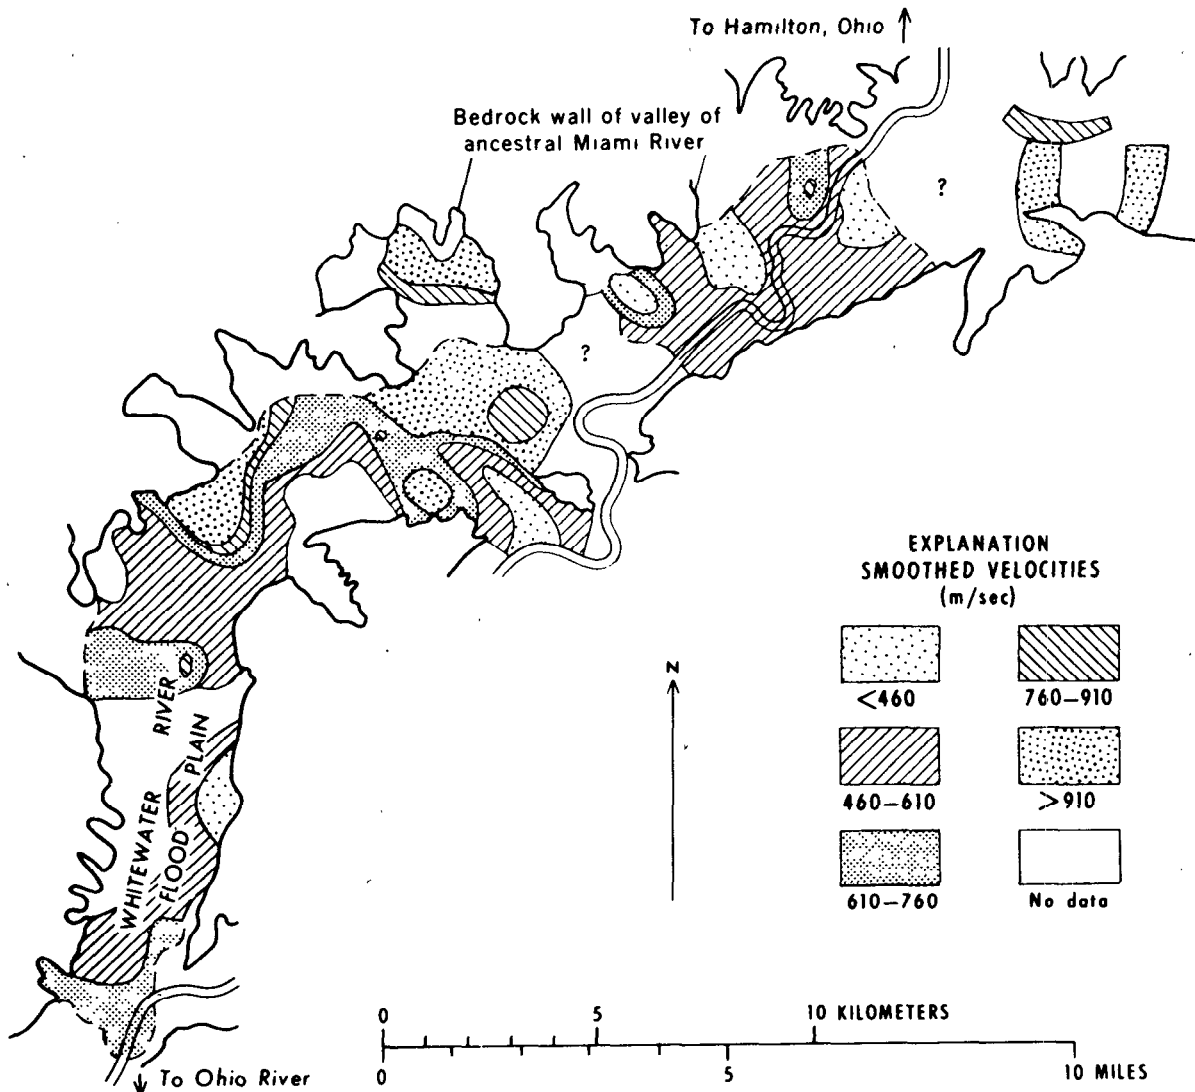 To Hamilton, Ohio
Bedrock wall of valley of
ancestral Miami River
?
?
EXPLANATION
SMOOTHED VELOCITIES
(m/sec)
<460
760–910
460–610
>910
610–760
No data
N
WHITEWATER RIVER
FLOOD PLAIN
0
5
10 KILOMETERS
0
5
10 MILES
To Ohio River